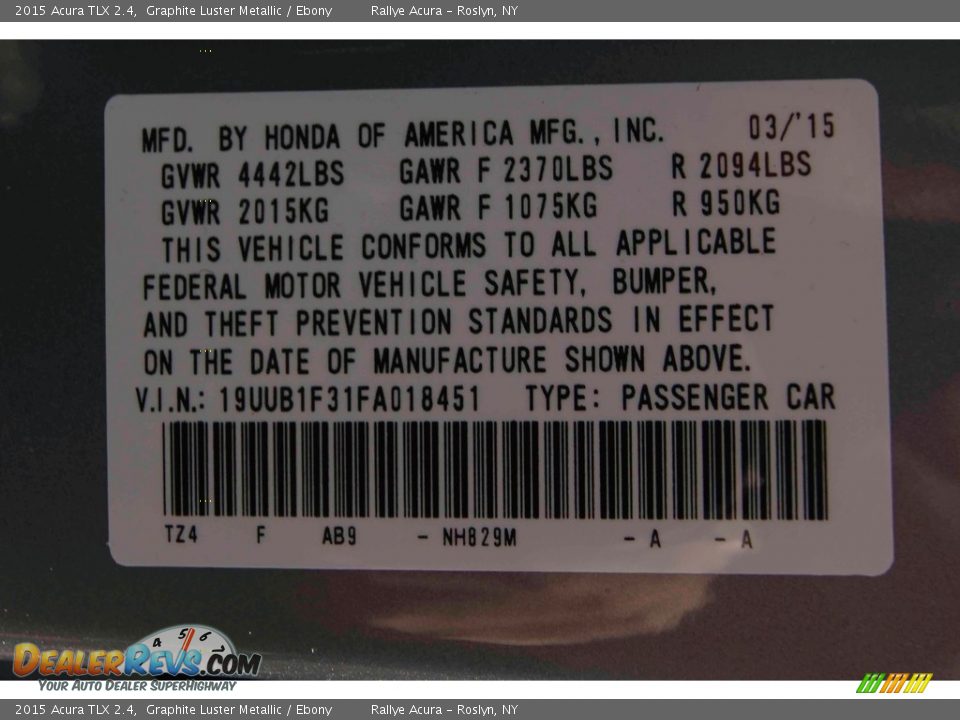 2015 Acura TLX 2.4,  Graphite Luster Metallic / Ebony  Rallye Acura - Roslyn, NY
MFD. BY HONDA OF AMERICA MFG., INC.  03/'15
GVWR 4442LBS  GAWR F 2370LBS  R 2094LBS
GVWR 2015KG  GAWR F 1075KG  R 950KG
THIS VEHICLE CONFORMS TO ALL APPLICABLE
FEDERAL MOTOR VEHICLE SAFETY, BUMPER,
AND THEFT PREVENTION STANDARDS IN EFFECT
ON THE DATE OF MANUFACTURE SHOWN ABOVE.
V.I.N.: 19UUB1F31FA018451  TYPE: PASSENGER CAR
TZ4  F  AB9  - NH829M  - A  - A
4 5 6
DEALERREVS.COM
YOUR AUTO DEALER SUPERHIGHWAY
2015 Acura TLX 2.4,  Graphite Luster Metallic / Ebony  Rallye Acura - Roslyn, NY